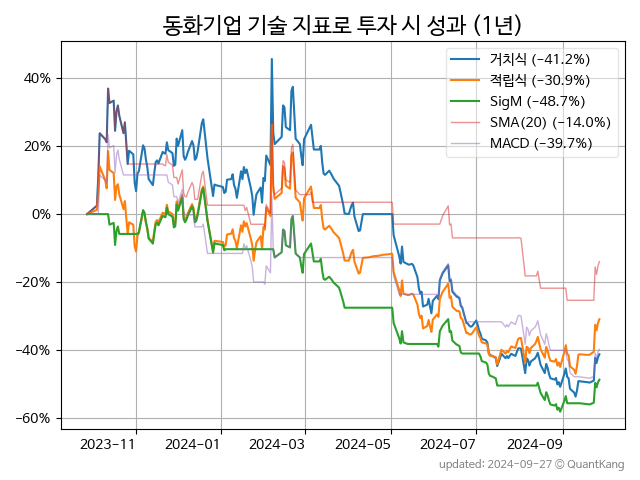 동화기업 기술 지표로 투자 시 성과 (1년)
거치식 (−41.2%)
적립식 (−30.9%)
SigM (−48.7%)
SMA(20) (−14.0%)
MACD (−39.7%)
40%
20%
0%
−20%
−40%
−60%
2023-11 2024-01 2024-03 2024-05 2024-07 2024-09
updated: 2024-09-27 © QuantKang